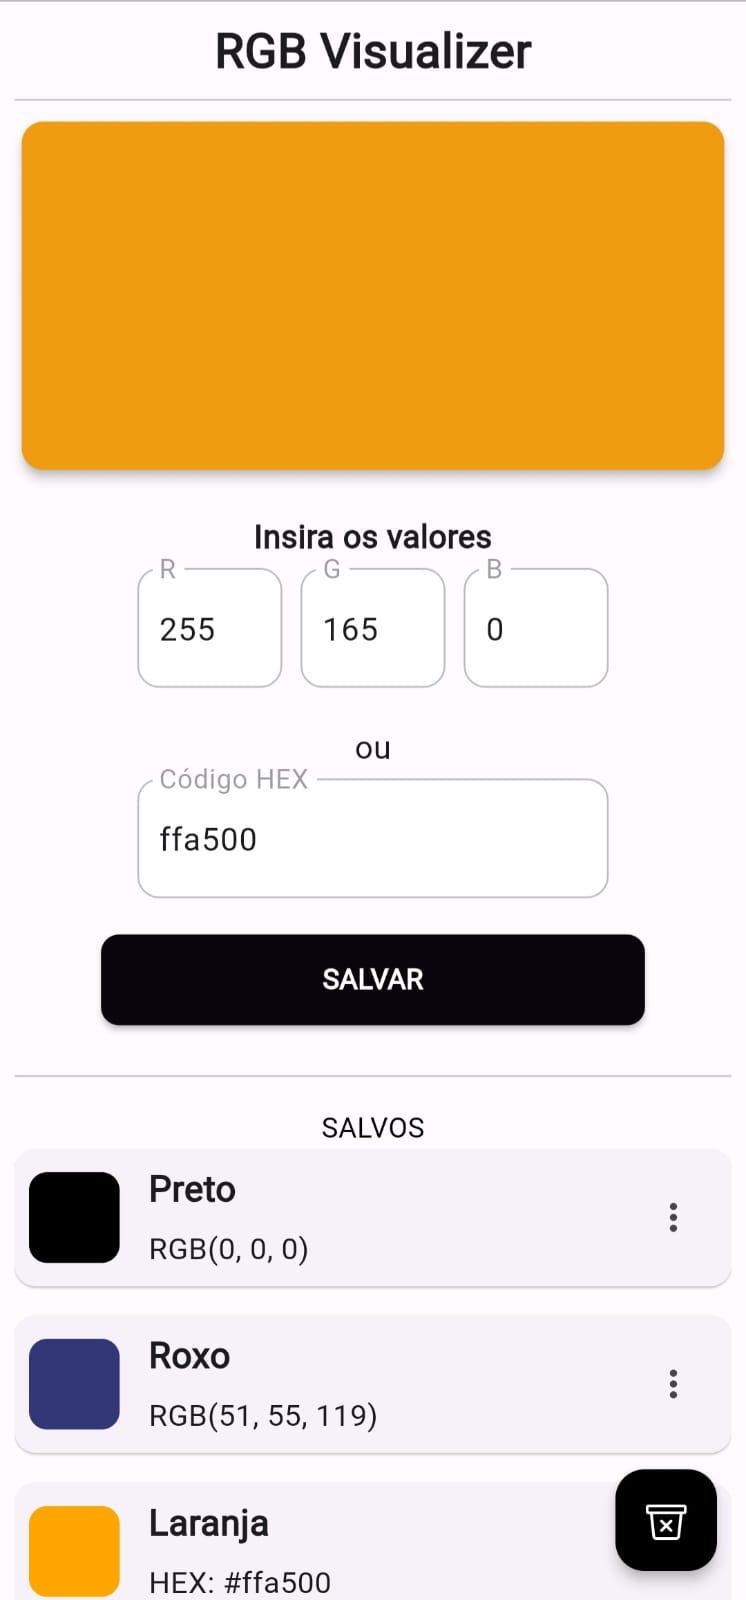 RGB Visualizer
Insira os valores
R G B
255 165 0
ou
Código HEX
ffa500
SALVAR
SALVOS
Preto
RGB(0, 0, 0)
Roxo
RGB(51, 55, 119)
Laranja
HEX: #ffa500